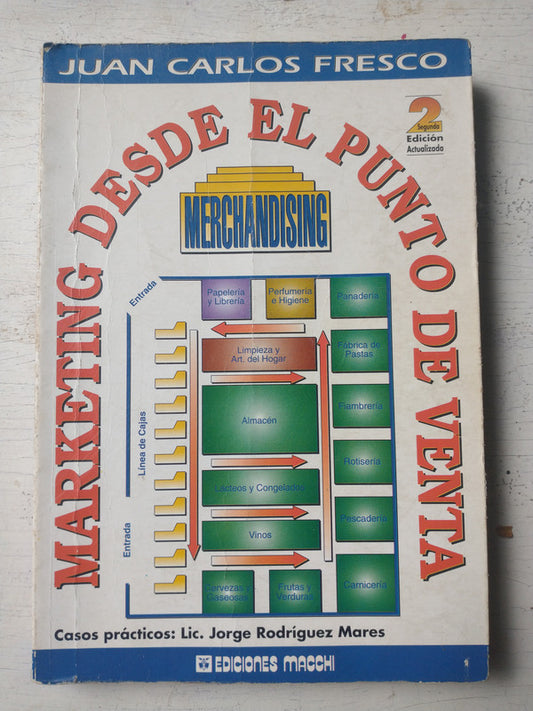 JUAN CARLOS FRESCO
2
Segunda
Edición
Actualizada
MARKETING DESDE EL PUNTO DE VENTA
MERCHANDISING
Entrada
Papelería
y Librería
Perfumería
e Higiene
Panadería
Limpieza y
Art. del Hogar
Fábrica de
Pastas
Línea de Cajas
Almacén
Fiambrería
Rotisería
Lácteos y Congelados
Pescadería
Entrada
Vinos
Cervezas y
Gaseosas
Frutas y
Verduras
Carnicería
Casos prácticos: Lic. Jorge Rodríguez Mares
EDICIONES MACCHI